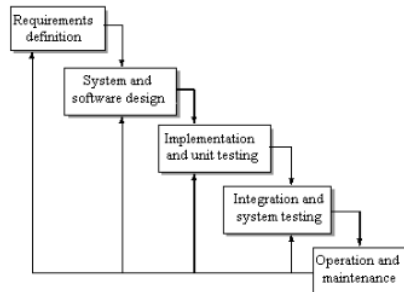 Requirements
definition
System and
software design
Implementation
and unit testing
Integration and
system testing
Operation and
maintenance